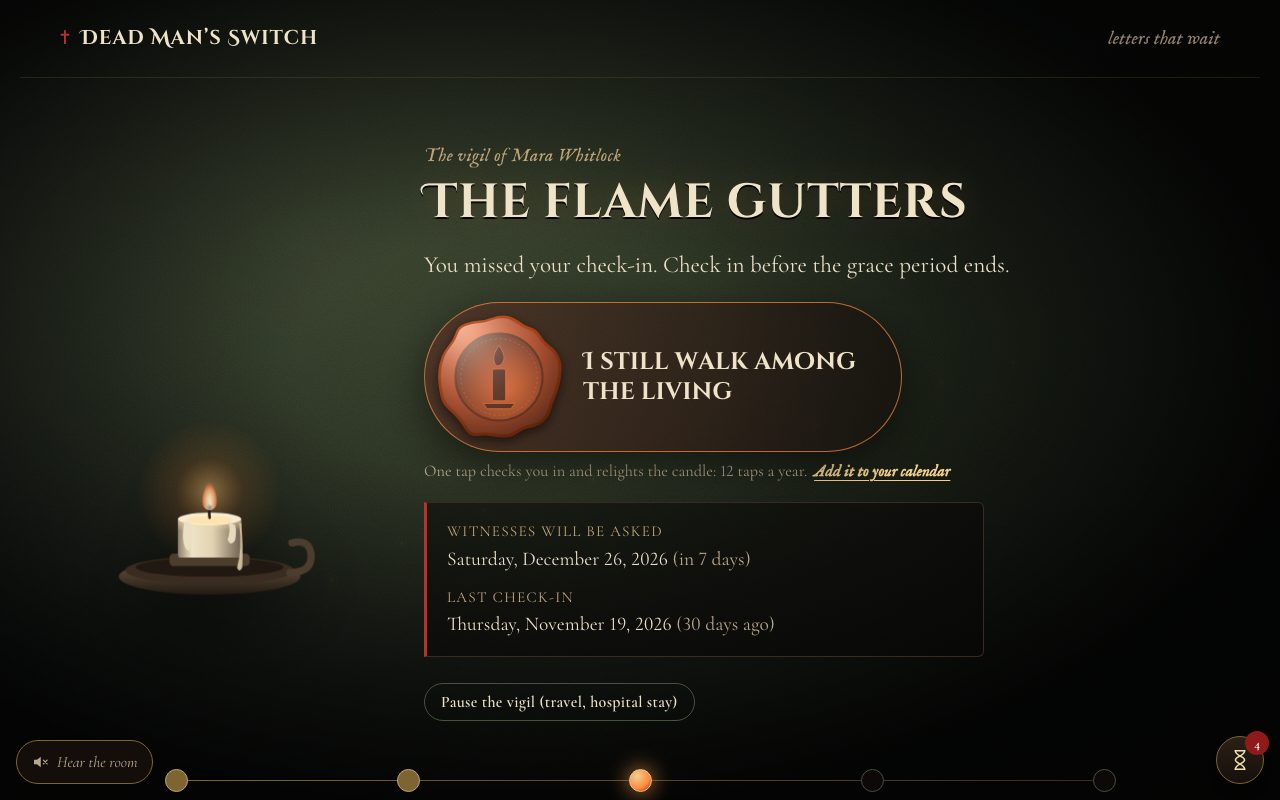 † Dead Man's Switch
letters that wait
The vigil of Mara Whitlock
The flame gutters
You missed your check-in. Check in before the grace period ends.
I still walk among
the living
One tap checks you in and relights the candle: 12 taps a year. Add it to your calendar
WITNESSES WILL BE ASKED
Saturday, December 26, 2026 (in 7 days)
LAST CHECK-IN
Thursday, November 19, 2026 (30 days ago)
Pause the vigil (travel, hospital stay)
Hear the room
4